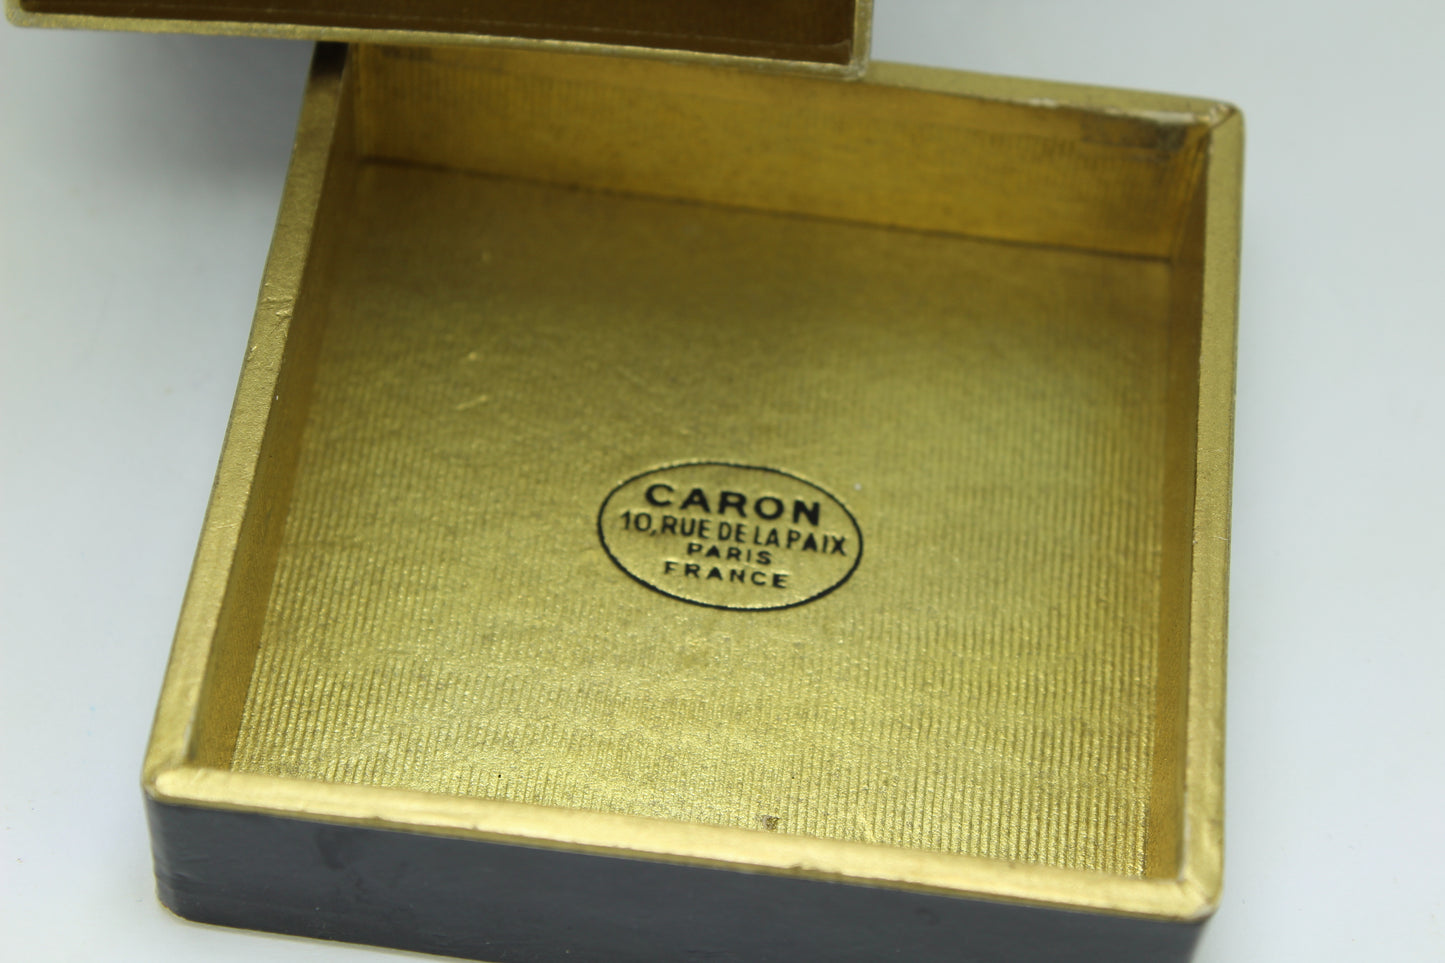 CARON
10, RUE DE LA PAIX
PARIS
FRANCE